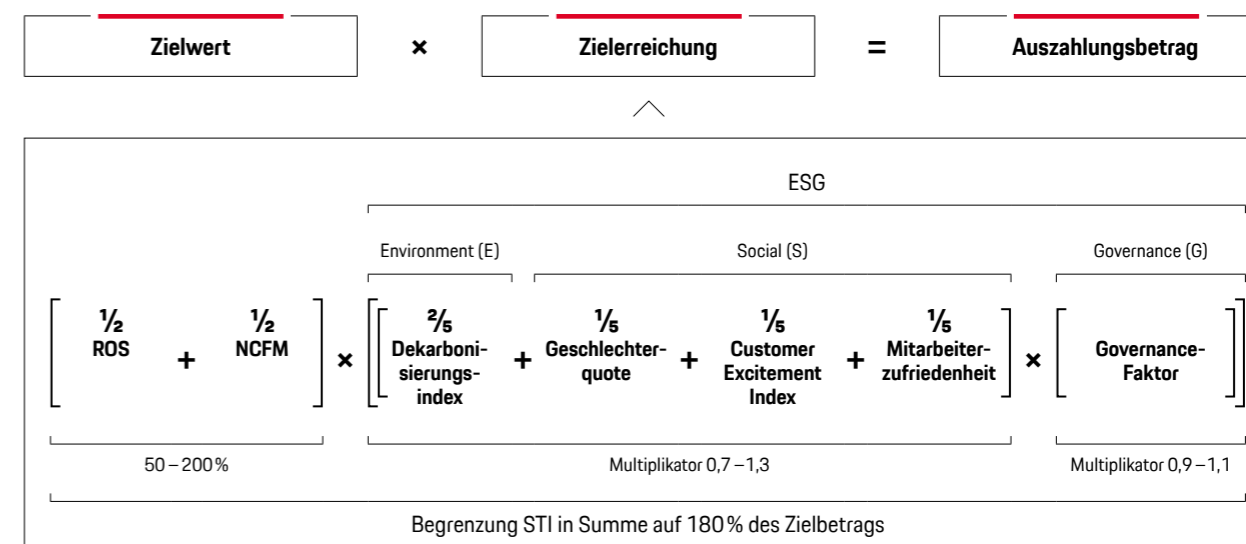 Zielwert × Zielerreichung = Auszahlungsbetrag
ESG
Environment (E) Social (S) Governance (G)
½ ROS + ½ NCFM
×
⅖ Dekarboni-
sierungs-
index
+
⅕ Geschlechter-
quote
+
⅕ Customer
Excitement
Index
+
⅕ Mitarbeiter-
zufriedenheit
×
Governance-
Faktor
50 – 200 % Multiplikator 0,7 – 1,3 Multiplikator 0,9 – 1,1
Begrenzung STI in Summe auf 180 % des Zielbetrags